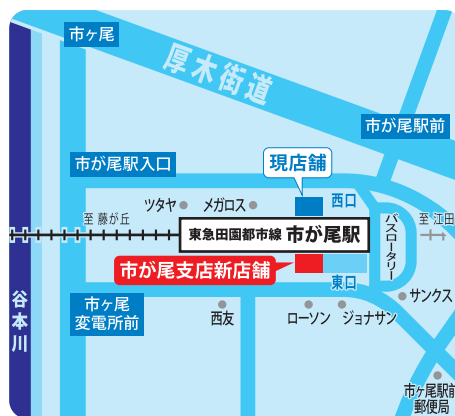 市ヶ尾
厚木街道
市が尾駅前
市が尾駅入口
現店舗
ツタヤ
メガロス
西口
至 藤が丘
東急田園都市線 市が尾駅
バスロータリー
至 江田
市が尾支店新店舗
東口
谷本川
市ヶ尾
変電所前
西友
ローソン
ジョナサン
サンクス
市ヶ尾駅前
郵便局